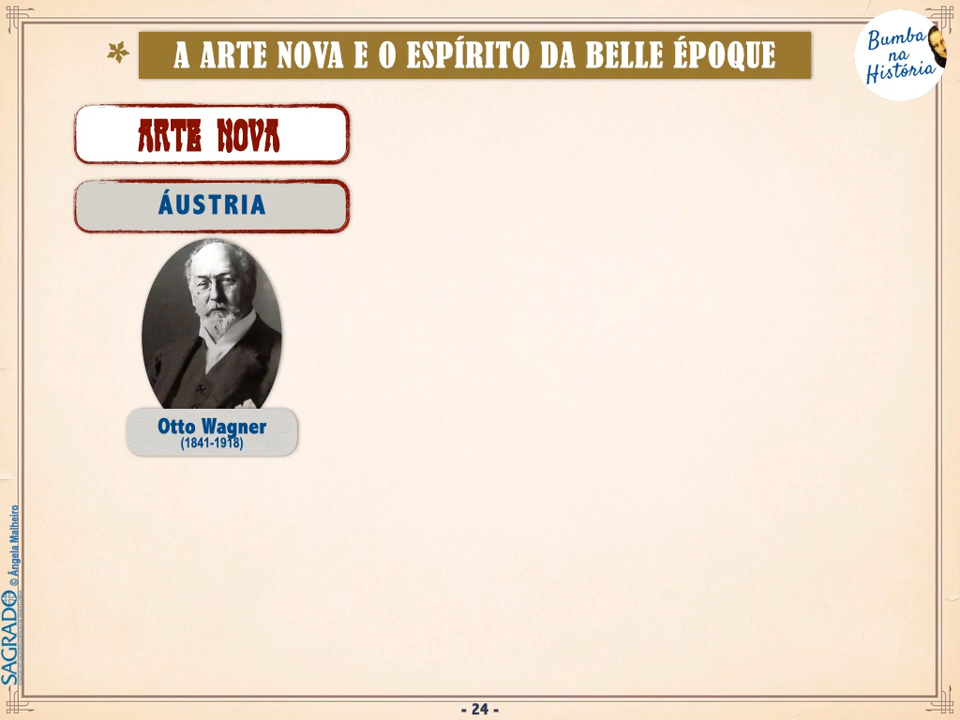 A ARTE NOVA E O ESPÍRITO DA BELLE ÉPOQUE
Bumba
na
História
ARTE NOVA
ÁUSTRIA
Otto Wagner
(1841-1918)
SAGRADO
© Ângela Malheiro
- 24 -